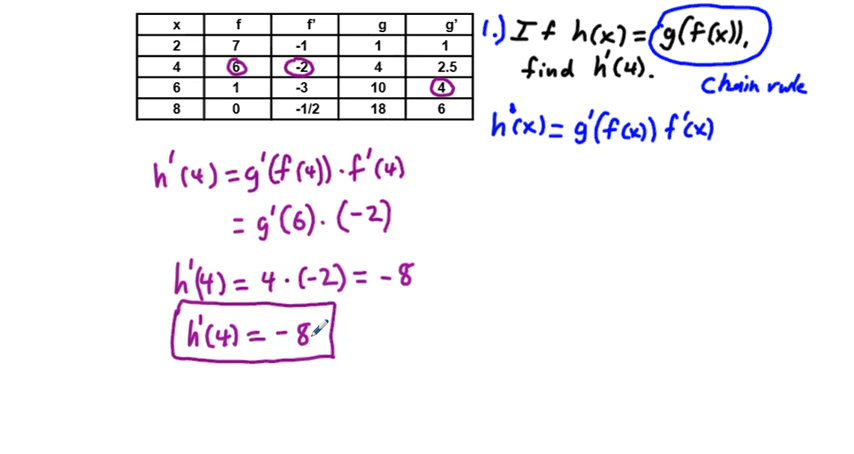 x f f' g g'
2 7 -1 1 1
4 6 -2 4 2.5
6 1 -3 10 4
8 0 -1/2 18 6
1.) If h(x) = g(f(x)),
find h'(4).
Chain rule
h'(x) = g'(f(x)) f'(x)
h'(4) = g'(f(4)) · f'(4)
= g'(6) · (-2)
h'(4) = 4 · (-2) = -8
h'(4) = -8